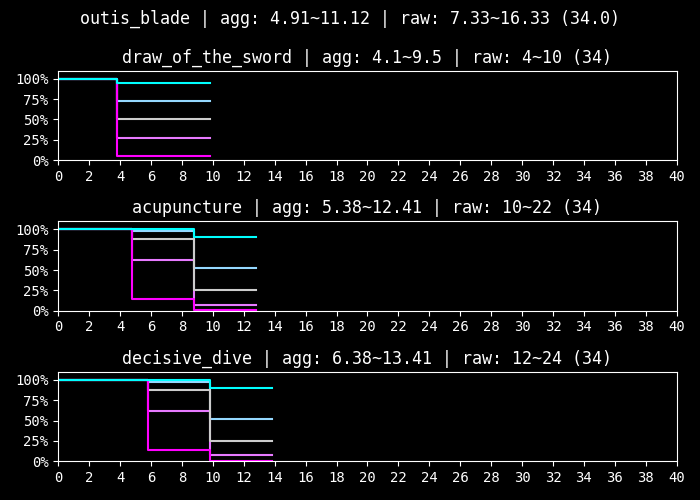 outis_blade | agg: 4.91~11.12 | raw: 7.33~16.33 (34.0)
draw_of_the_sword | agg: 4.1~9.5 | raw: 4~10 (34)
100%
75%
50%
25%
0%
0 2 4 6 8 10 12 14 16 18 20 22 24 26 28 30 32 34 36 38 40
acupuncture | agg: 5.38~12.41 | raw: 10~22 (34)
100%
75%
50%
25%
0%
0 2 4 6 8 10 12 14 16 18 20 22 24 26 28 30 32 34 36 38 40
decisive_dive | agg: 6.38~13.41 | raw: 12~24 (34)
100%
75%
50%
25%
0%
0 2 4 6 8 10 12 14 16 18 20 22 24 26 28 30 32 34 36 38 40